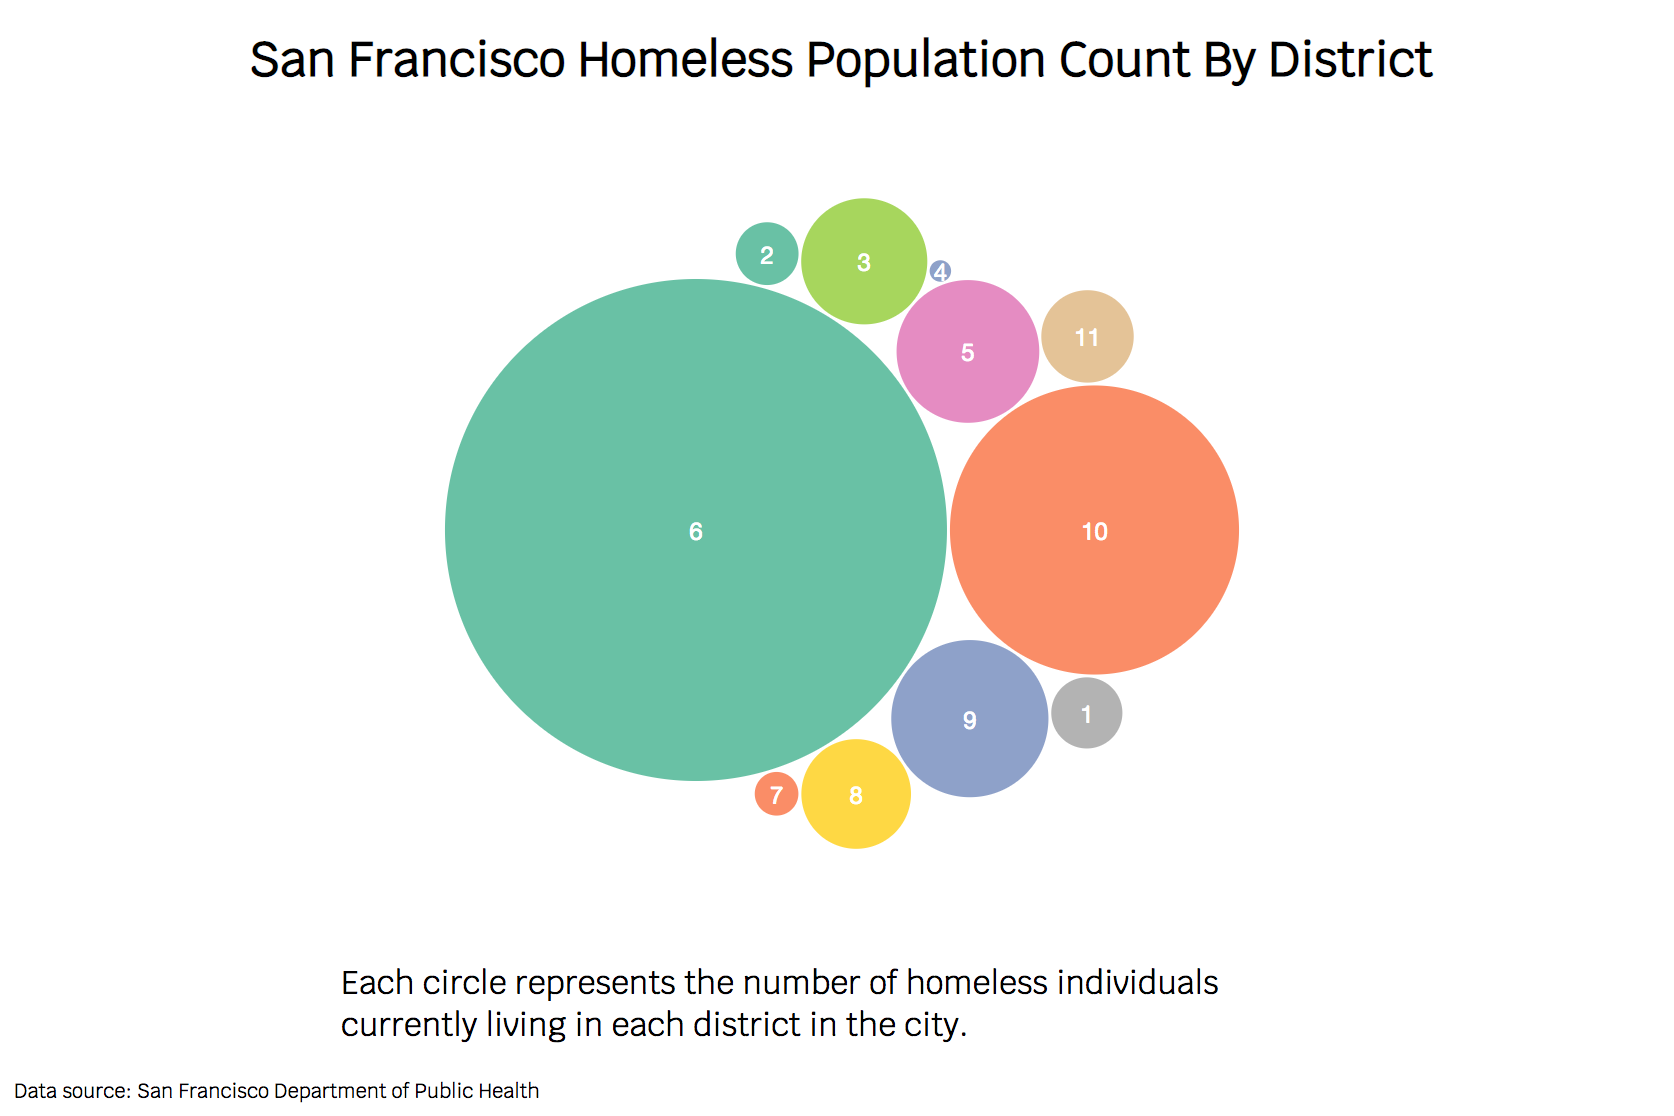 San Francisco Homeless Population Count By District
2
3
4
5
11
6
10
9
1
7
8
Each circle represents the number of homeless individuals
currently living in each district in the city.
Data source: San Francisco Department of Public Health